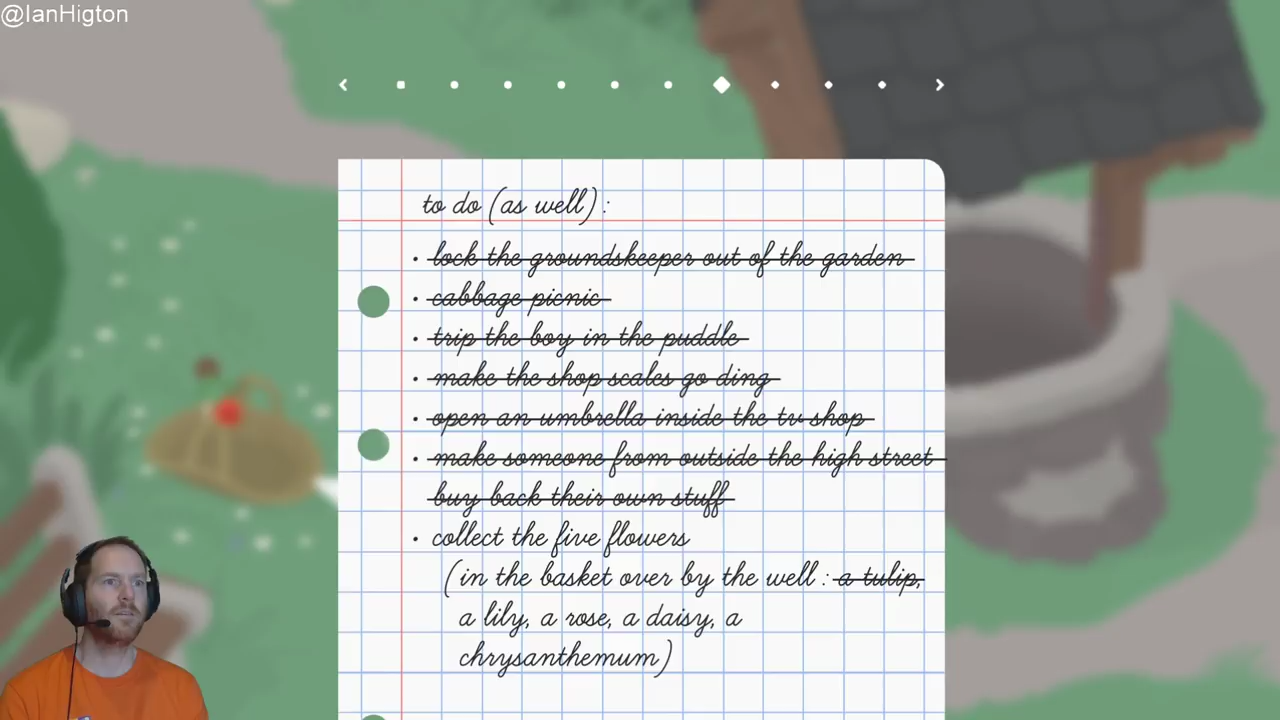 @IanHigton
to do (as well):
• lock the groundskeeper out of the garden
• cabbage picnic
• trip the boy in the puddle
• make the shop scales go ding
• open an umbrella inside the tv shop
• make someone from outside the high street
buy back their own stuff
• collect the five flowers
(in the basket over by the well: a tulip,
a lily, a rose, a daisy, a
chrysanthemum)